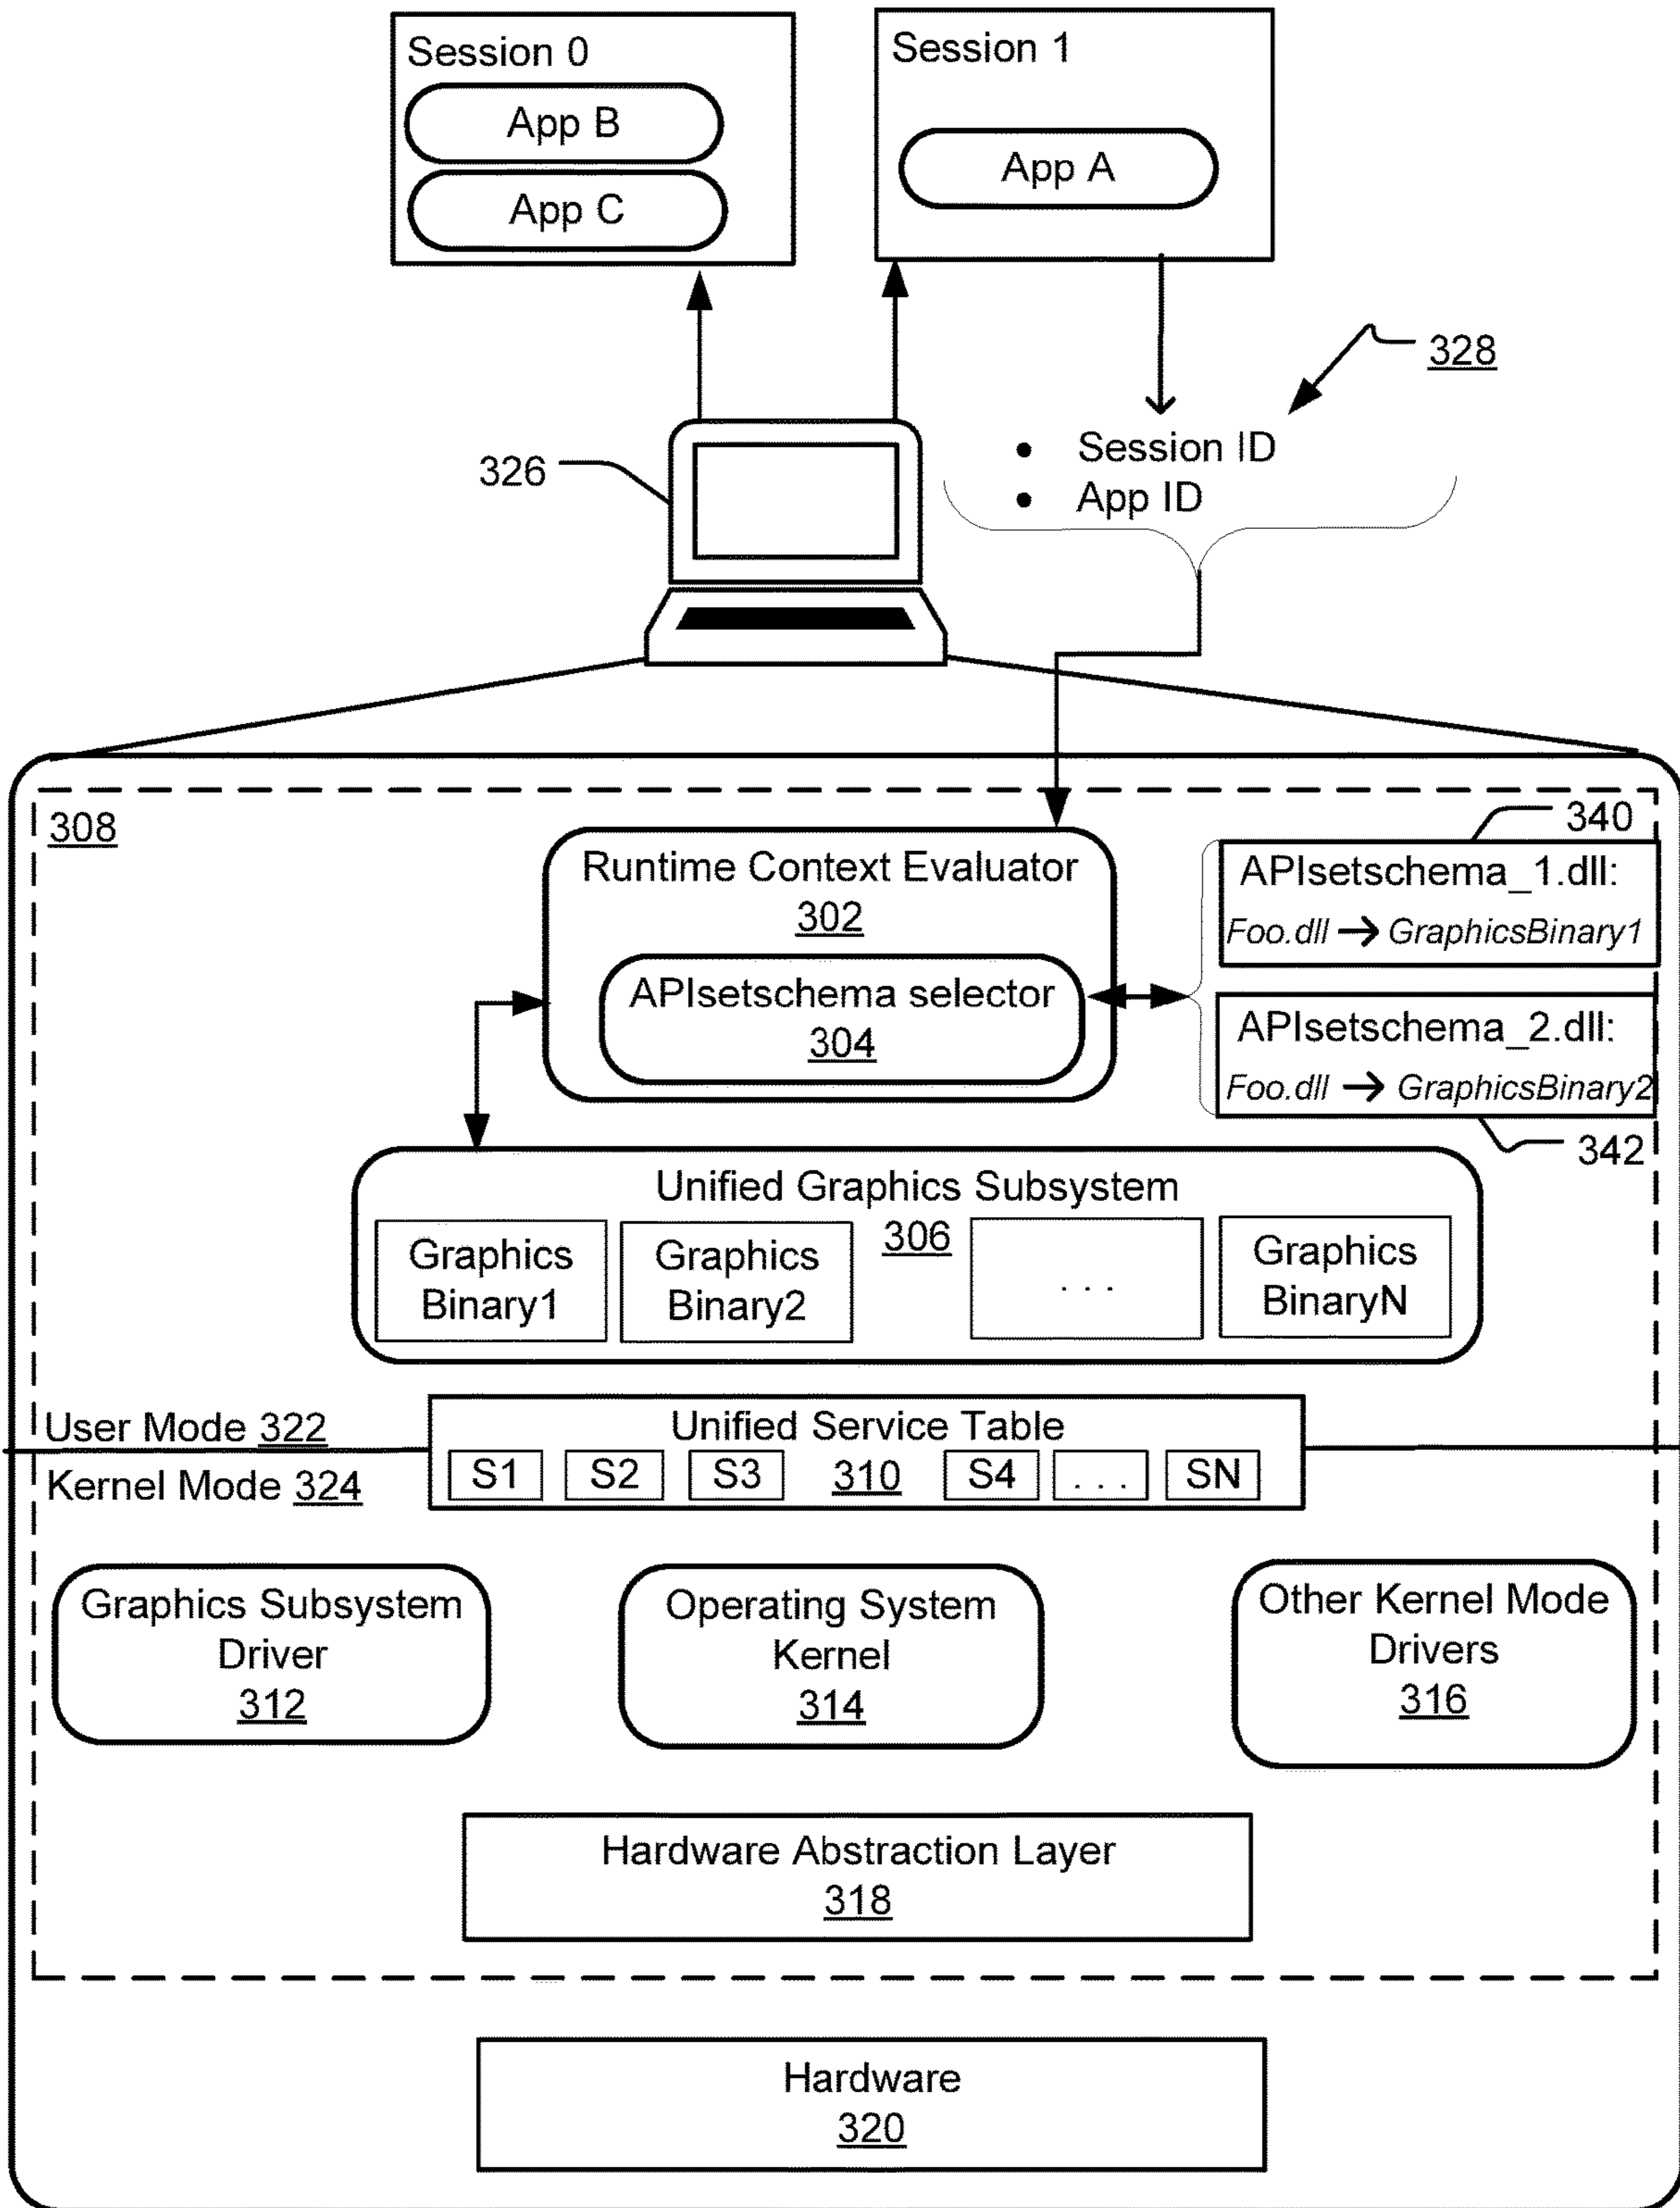 Session 0
App B
App C
Session 1
App A
328
• Session ID
• App ID
326
308
Runtime Context Evaluator
302
APIsetschema selector
304
340
APIsetschema_1.dll:
Foo.dll → GraphicsBinary1
APIsetschema_2.dll:
Foo.dll → GraphicsBinary2
342
Unified Graphics Subsystem
306
Graphics
Binary1
Graphics
Binary2
. . .
Graphics
BinaryN
User Mode 322
Kernel Mode 324
Unified Service Table
S1 S2 S3 310 S4 . . . SN
Graphics Subsystem
Driver
312
Operating System
Kernel
314
Other Kernel Mode
Drivers
316
Hardware Abstraction Layer
318
Hardware
320